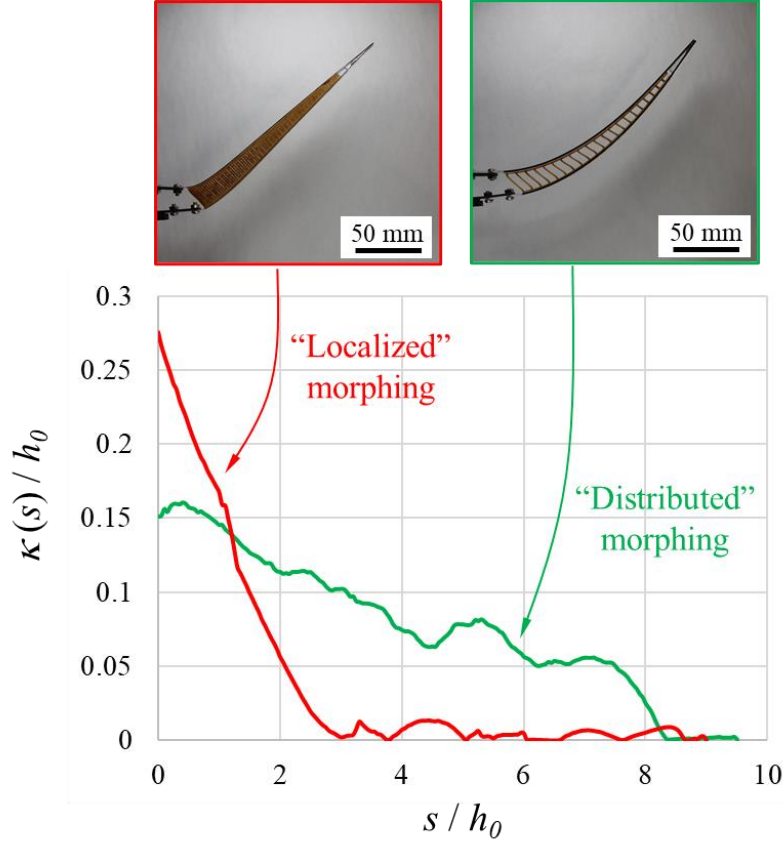 50 mm
50 mm
0.3
0.25
0.2
0.15
0.1
0.05
0
κ(s) / h₀
“Localized”
morphing
“Distributed”
morphing
0 2 4 6 8 10
s / h₀